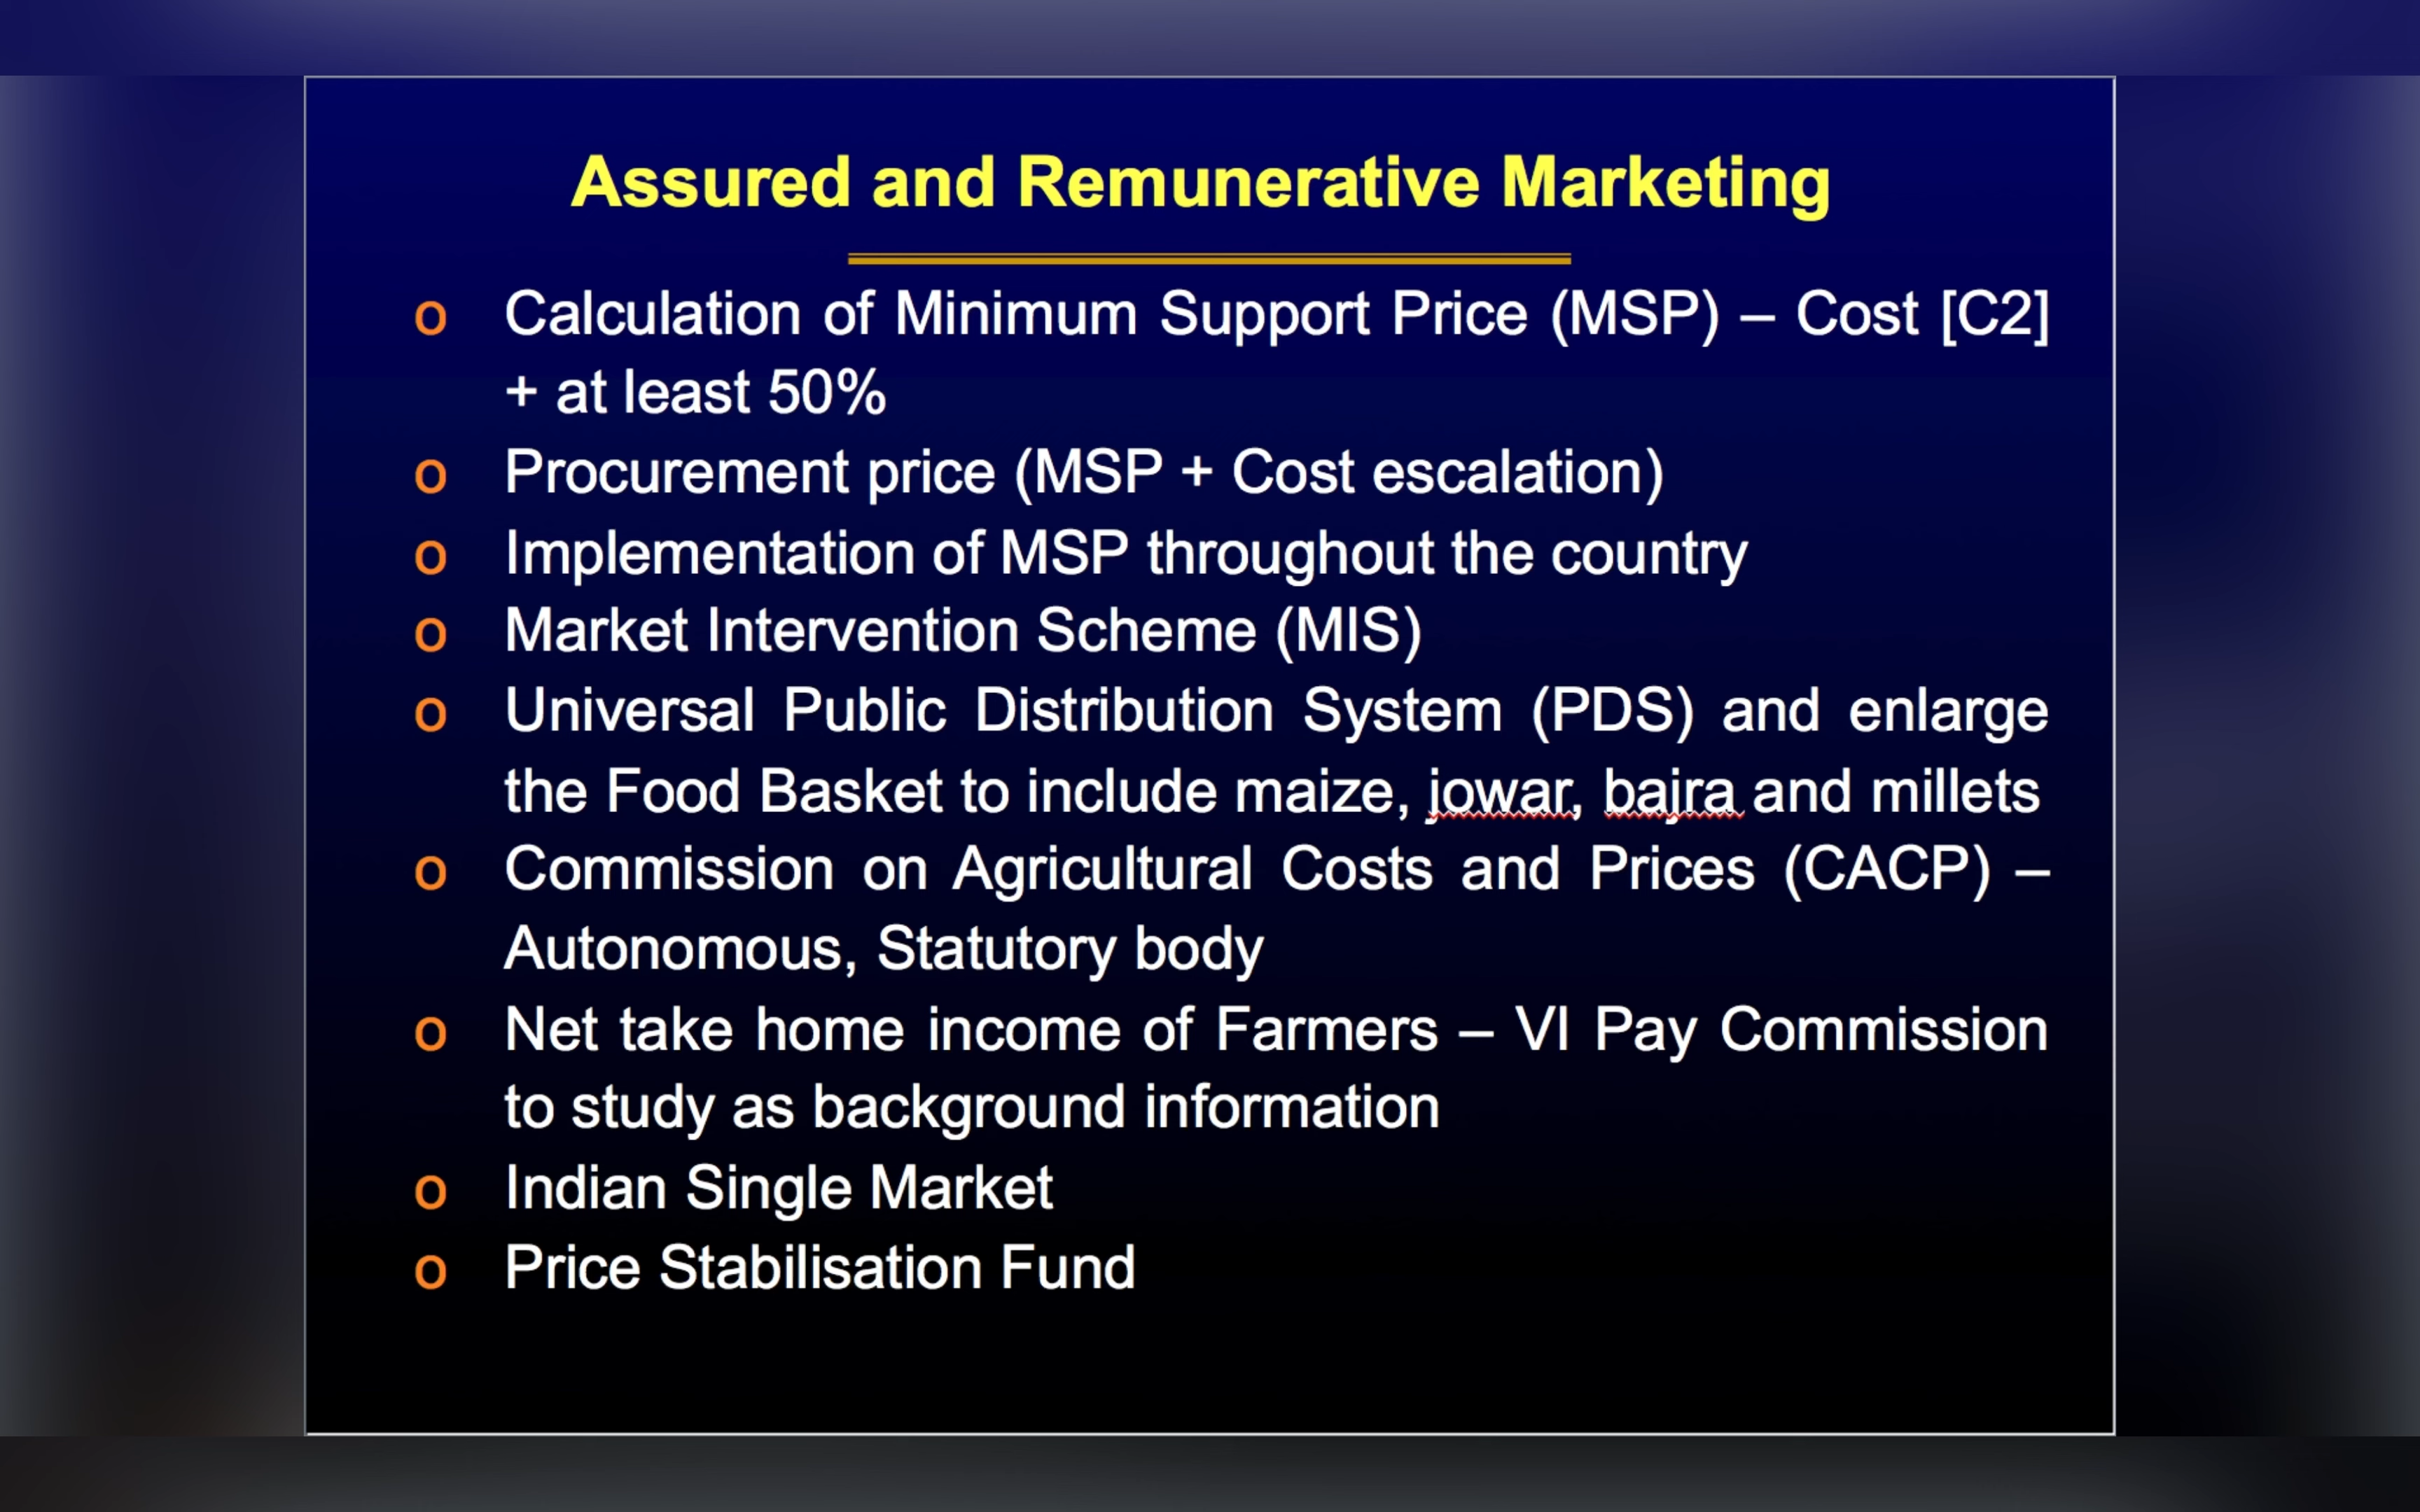 Assured and Remunerative Marketing
o Calculation of Minimum Support Price (MSP) – Cost [C2]
+ at least 50%
o Procurement price (MSP + Cost escalation)
o Implementation of MSP throughout the country
o Market Intervention Scheme (MIS)
o Universal Public Distribution System (PDS) and enlarge
the Food Basket to include maize, jowar, bajra and millets
o Commission on Agricultural Costs and Prices (CACP) –
Autonomous, Statutory body
o Net take home income of Farmers – VI Pay Commission
to study as background information
o Indian Single Market
o Price Stabilisation Fund